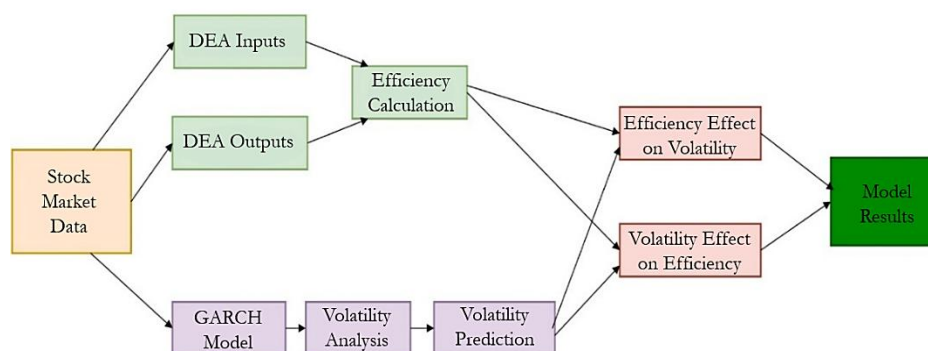 DEA Inputs
Efficiency
Calculation
DEA Outputs
Stock
Market
Data
Efficiency Effect
on Volatility
Model
Results
Volatility Effect
on Efficiency
GARCH
Model
Volatility
Analysis
Volatility
Prediction